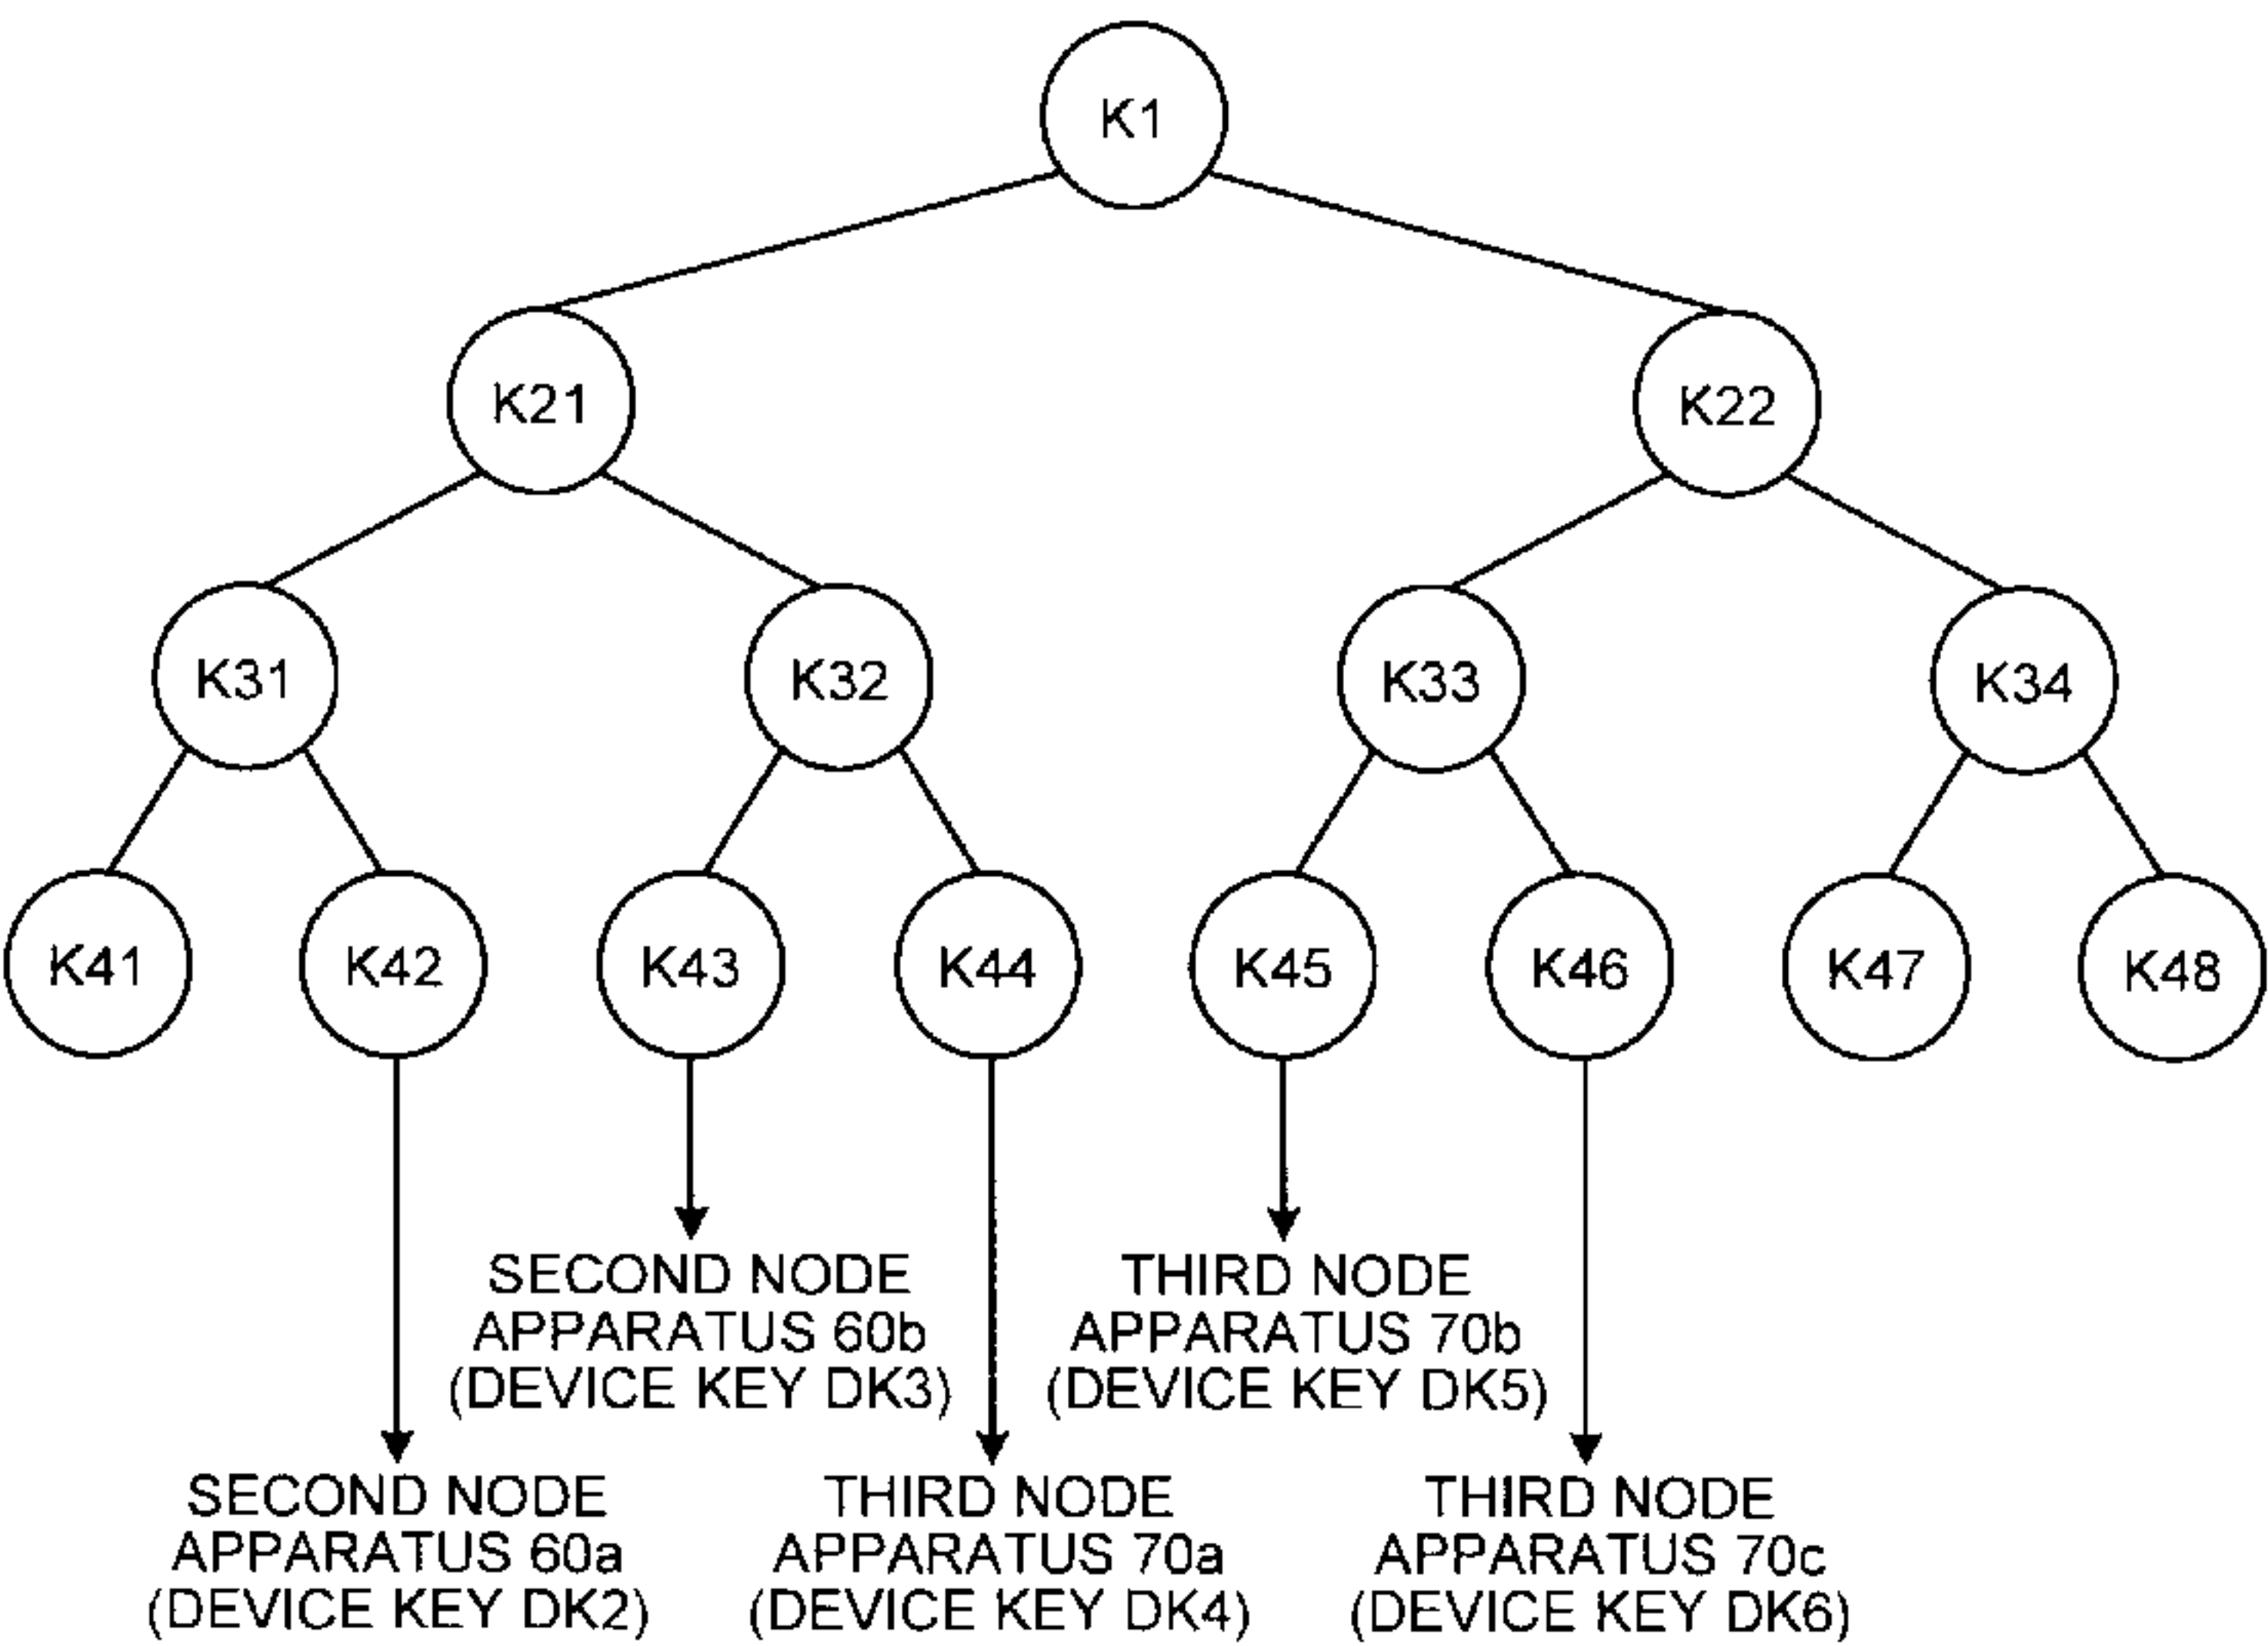 K1
K21
K22
K31
K32
K33
K34
K41
K42
K43
K44
K45
K46
K47
K48
SECOND NODE
APPARATUS 60b
(DEVICE KEY DK3)
THIRD NODE
APPARATUS 70b
(DEVICE KEY DK5)
SECOND NODE
APPARATUS 60a
(DEVICE KEY DK2)
THIRD NODE
APPARATUS 70a
(DEVICE KEY DK4)
THIRD NODE
APPARATUS 70c
(DEVICE KEY DK6)